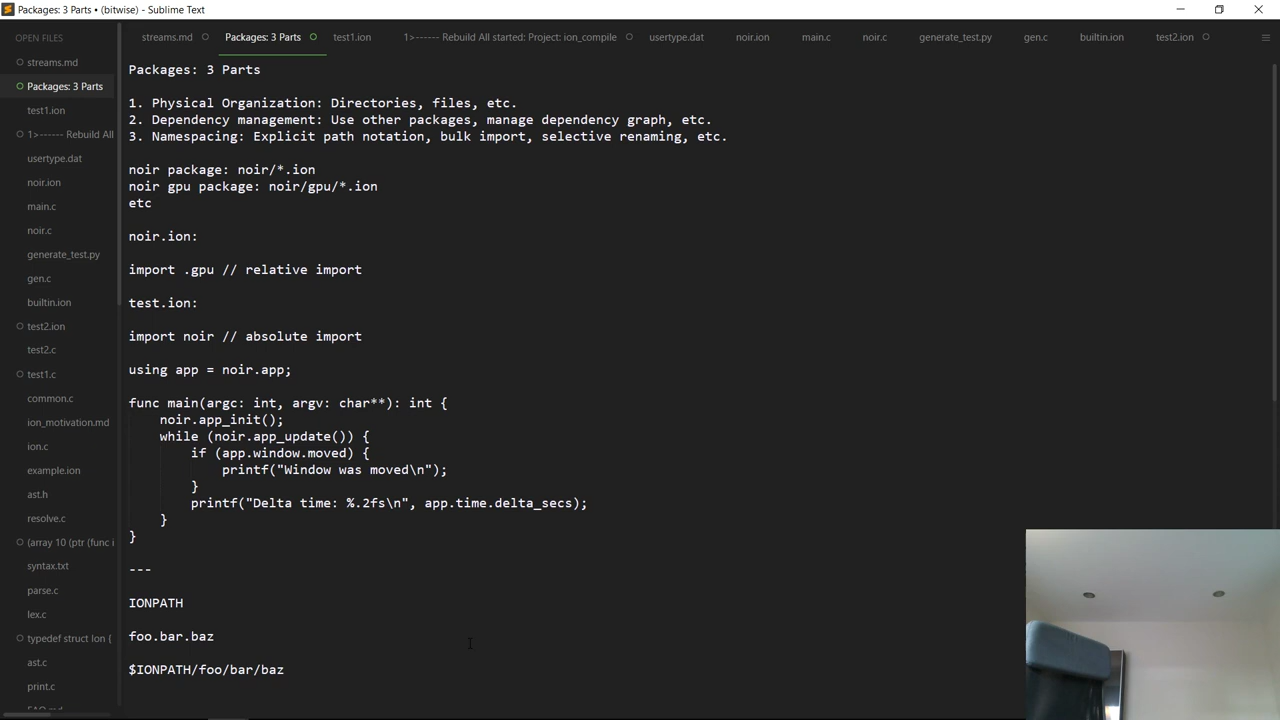 Packages: 3 Parts • (bitwise) - Sublime Text
OPEN FILES
streams.md
Packages: 3 Parts
test1.ion
1>------ Rebuild All
usertype.dat
noir.ion
main.c
noir.c
generate_test.py
gen.c
builtin.ion
test2.ion
test2.c
test1.c
common.c
ion_motivation.md
ion.c
example.ion
ast.h
resolve.c
(array 10 (ptr (func i
syntax.txt
parse.c
lex.c
typedef struct Ion {
ast.c
print.c
FAQ.md
streams.md Packages: 3 Parts test1.ion 1>------ Rebuild All started: Project: ion_compile usertype.dat noir.ion main.c noir.c generate_test.py gen.c builtin.ion test2.ion
Packages: 3 Parts
1. Physical Organization: Directories, files, etc.
2. Dependency management: Use other packages, manage dependency graph, etc.
3. Namespacing: Explicit path notation, bulk import, selective renaming, etc.
noir package: noir/*.ion
noir gpu package: noir/gpu/*.ion
etc
noir.ion:
import .gpu // relative import
test.ion:
import noir // absolute import
using app = noir.app;
func main(argc: int, argv: char**): int {
noir.app_init();
while (noir.app_update()) {
if (app.window.moved) {
printf("Window was moved\n");
}
printf("Delta time: %.2fs\n", app.time.delta_secs);
}
}
---
IONPATH
foo.bar.baz
$IONPATH/foo/bar/baz